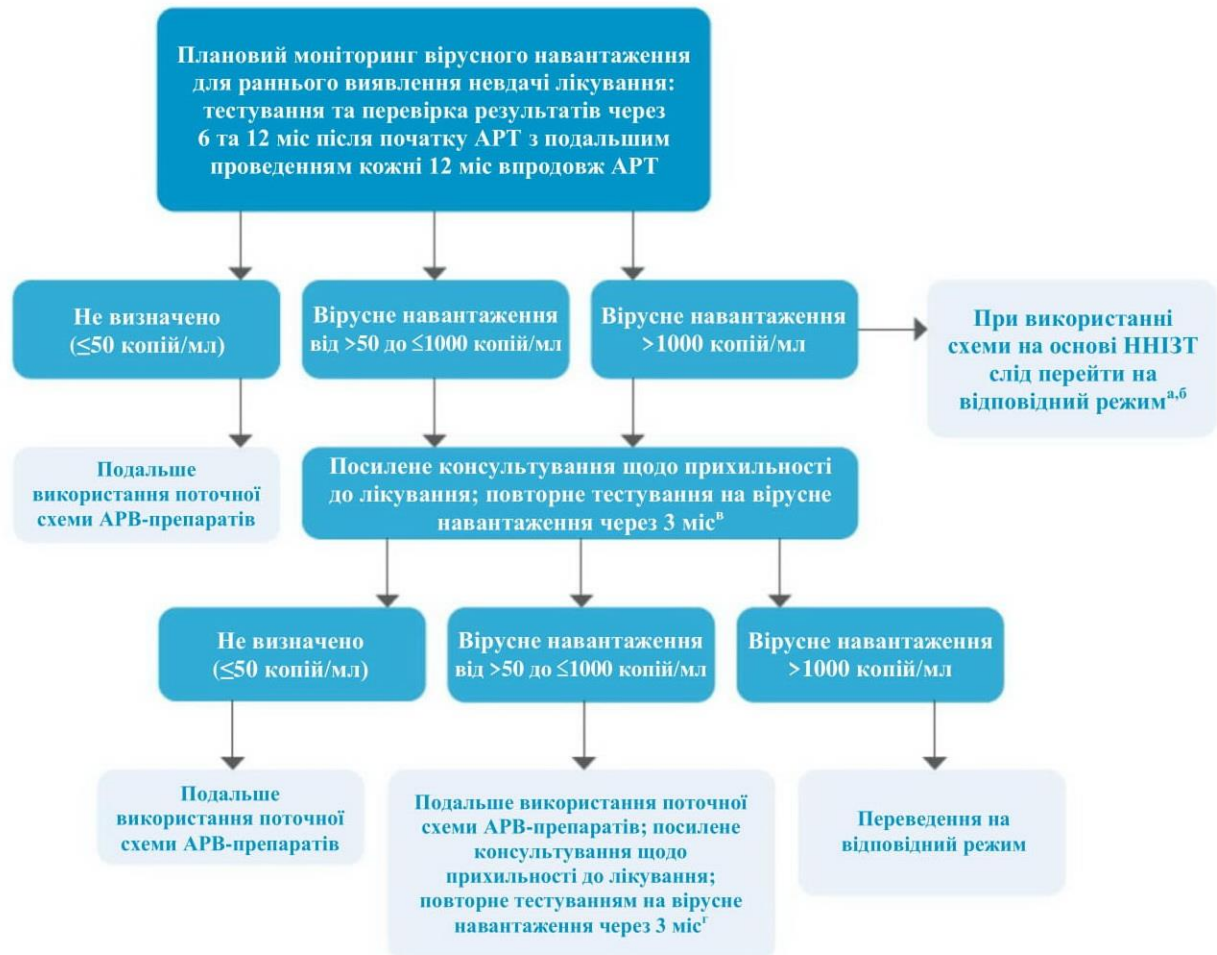 Плановий моніторинг вірусного навантаження
для раннього виявлення невдачі лікування:
тестування та перевірка результатів через
6 та 12 міс після початку АРТ з подальшим
проведенням кожні 12 міс впродовж АРТ
Не визначено
(≤50 копій/мл)
Вірусне навантаження
від >50 до ≤1000 копій/мл
Вірусне навантаження
>1000 копій/мл
При використанні
схеми на основі ННІЗТ
слід перейти на
відповідний режимᵃ,ᵇ
Подальше
використання поточної
схеми АРВ-препаратів
Посилене консультування щодо прихильності
до лікування; повторне тестування на вірусне
навантаження через 3 місᵛ
Не визначено
(≤50 копій/мл)
Вірусне навантаження
від >50 до ≤1000 копій/мл
Вірусне навантаження
>1000 копій/мл
Подальше
використання поточної
схеми АРВ-препаратів
Подальше використання поточної
схеми АРВ-препаратів; посилене
консультування щодо
прихильності до лікування;
повторне тестуванням на вірусне
навантаження через 3 місг
Переведення на
відповідний режим